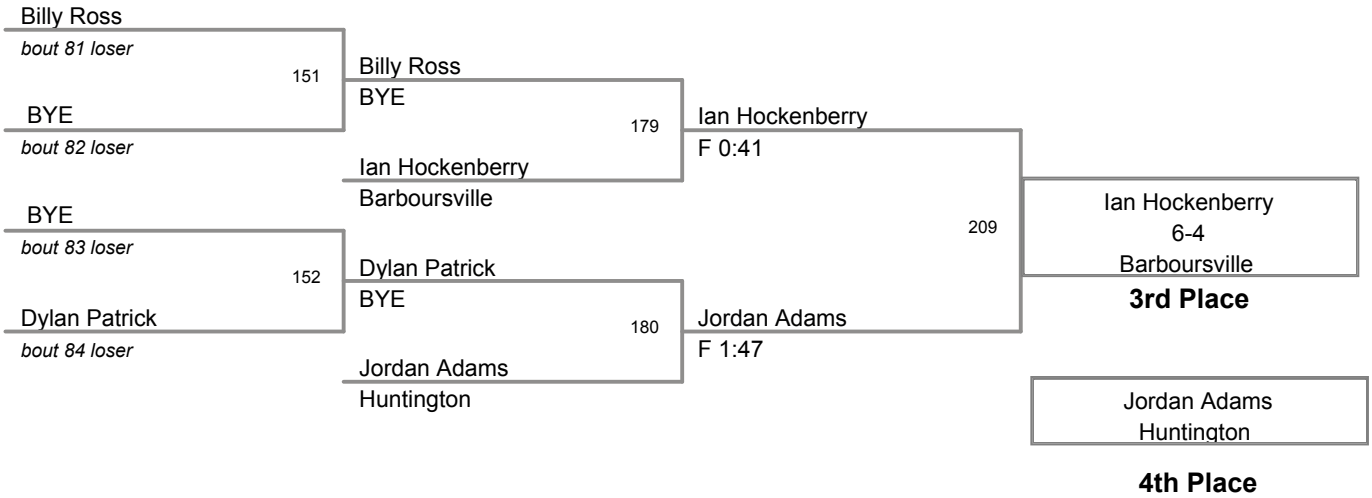 Billy Ross
bout 81 loser
151
Billy Ross
BYE
BYE
bout 82 loser
179
Ian Hockenberry
F 0:41
Ian Hockenberry
Barboursville
BYE
bout 83 loser
209
Ian Hockenberry
6-4
Barboursville
3rd Place
152
Dylan Patrick
BYE
Dylan Patrick
bout 84 loser
180
Jordan Adams
F 1:47
Jordan Adams
Huntington
Jordan Adams
Huntington
4th Place